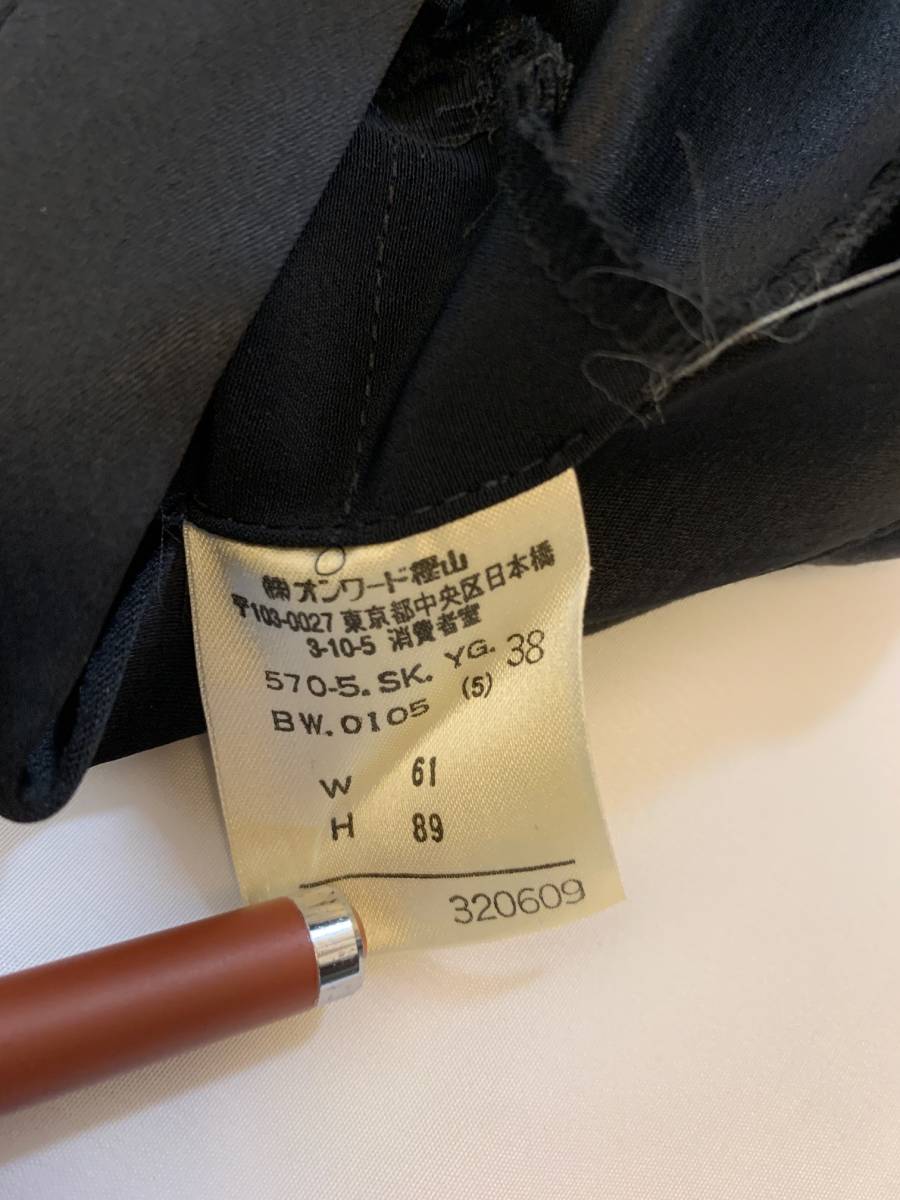 ㈱オンワード樫山
〒103-0027 東京都中央区日本橋
3-10-5 消費者室
570-5.SK. YG. 38
BW.0105 (5)
W 61
H 89
320609